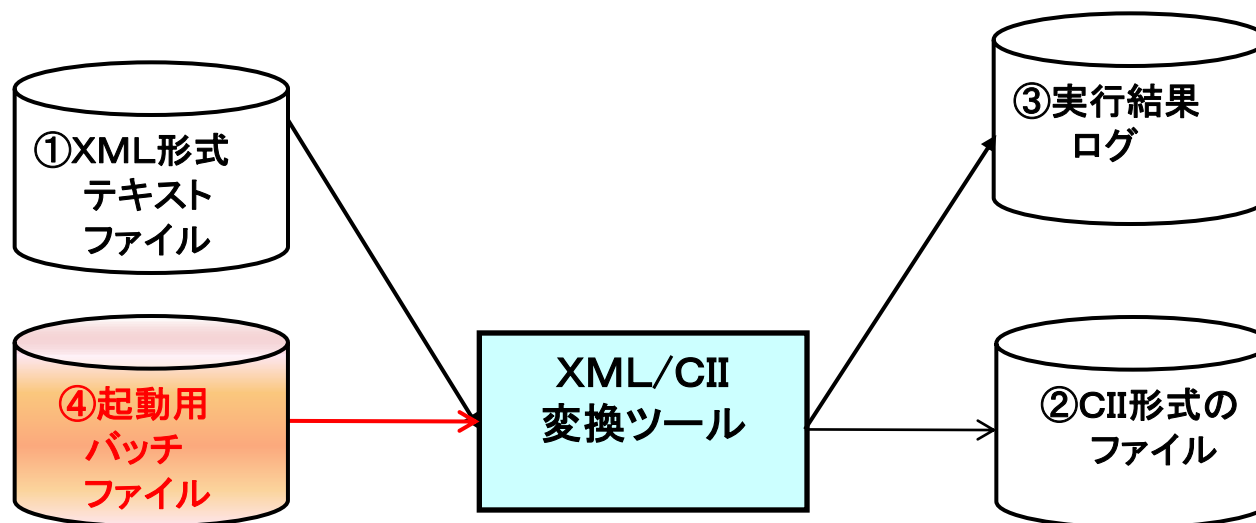 ①XML形式
テキスト
ファイル
④起動用
バッチ
ファイル
XML/CII
変換ツール
③実行結果
ログ
②CII形式の
ファイル